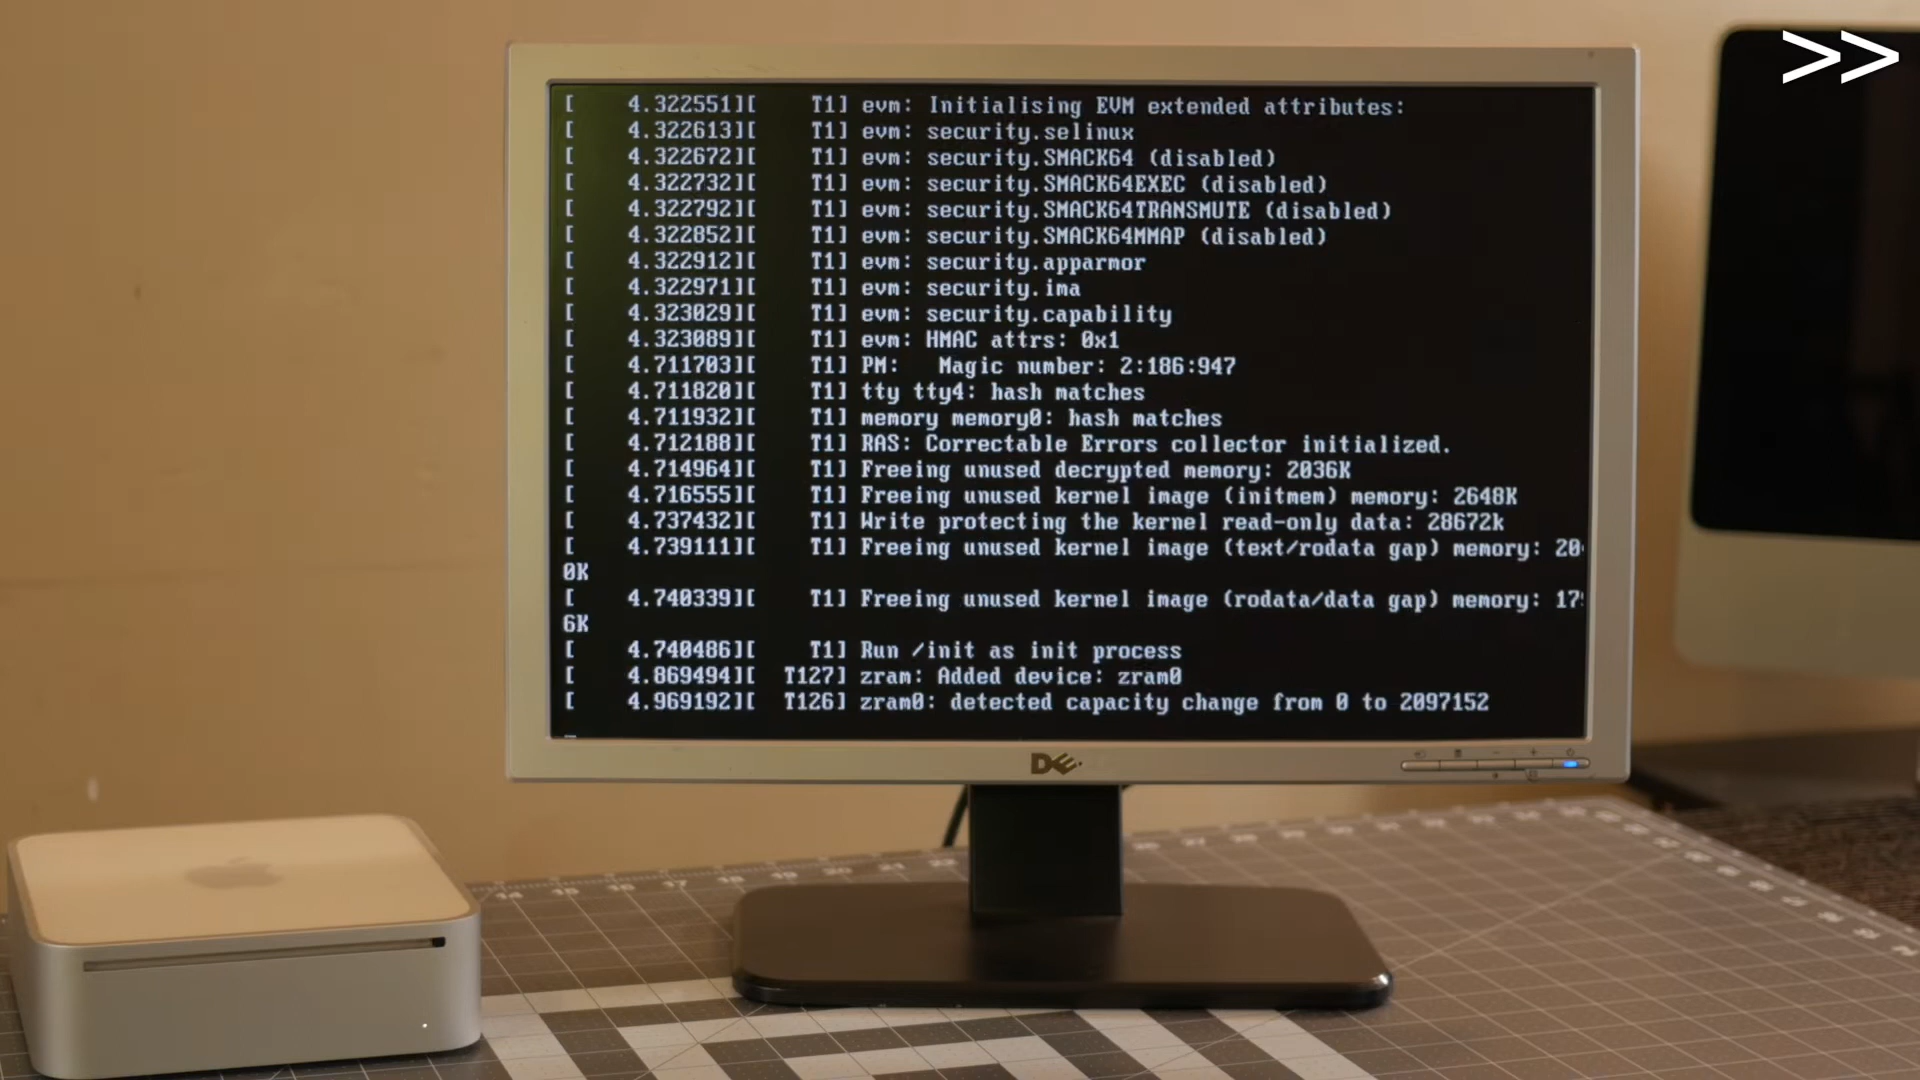 >>
[    4.322551][    T1] evm: Initialising EVM extended attributes:
[    4.322613][    T1] evm: security.selinux
[    4.322672][    T1] evm: security.SMACK64 (disabled)
[    4.322732][    T1] evm: security.SMACK64EXEC (disabled)
[    4.322792][    T1] evm: security.SMACK64TRANSMUTE (disabled)
[    4.322852][    T1] evm: security.SMACK64MMAP (disabled)
[    4.322912][    T1] evm: security.apparmor
[    4.322971][    T1] evm: security.ima
[    4.323029][    T1] evm: security.capability
[    4.323089][    T1] evm: HMAC attrs: 0x1
[    4.711703][    T1] PM:   Magic number: 2:186:947
[    4.711820][    T1] tty tty4: hash matches
[    4.711932][    T1] memory memory0: hash matches
[    4.712188][    T1] RAS: Correctable Errors collector initialized.
[    4.714964][    T1] Freeing unused decrypted memory: 2036K
[    4.716555][    T1] Freeing unused kernel image (initmem) memory: 2648K
[    4.737432][    T1] Write protecting the kernel read-only data: 28672k
[    4.739111][    T1] Freeing unused kernel image (text/rodata gap) memory: 20
0K
[    4.740339][    T1] Freeing unused kernel image (rodata/data gap) memory: 17
6K
[    4.740486][    T1] Run /init as init process
[    4.869494][  T127] zram: Added device: zram0
[    4.969192][  T126] zram0: detected capacity change from 0 to 2097152
DELL